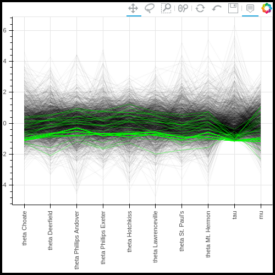 6
4
2
0
2
4
theta Choate
theta Deerfield
theta Phillips Andover
theta Phillips Exeter
theta Hotchkiss
theta Lawrenceville
theta St. Paul's
theta Mt. Hermon
tau
mu